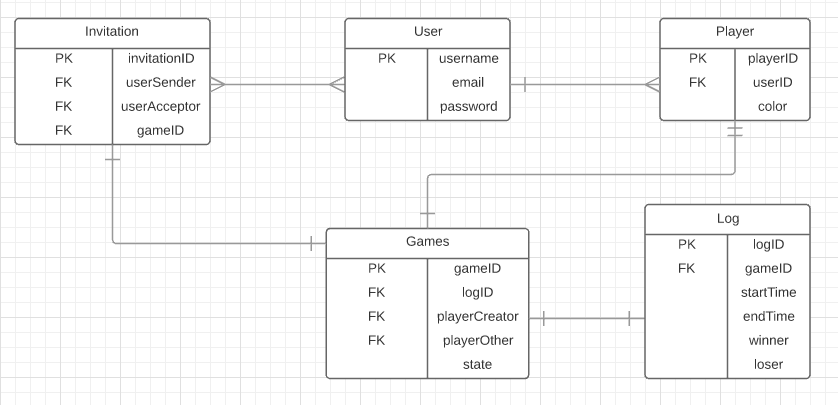 Invitation
PK invitationID
FK userSender
FK userAcceptor
FK gameID
User
PK username
email
password
Player
PK playerID
FK userID
color
Games
PK gameID
FK logID
FK playerCreator
FK playerOther
state
Log
PK logID
FK gameID
startTime
endTime
winner
loser